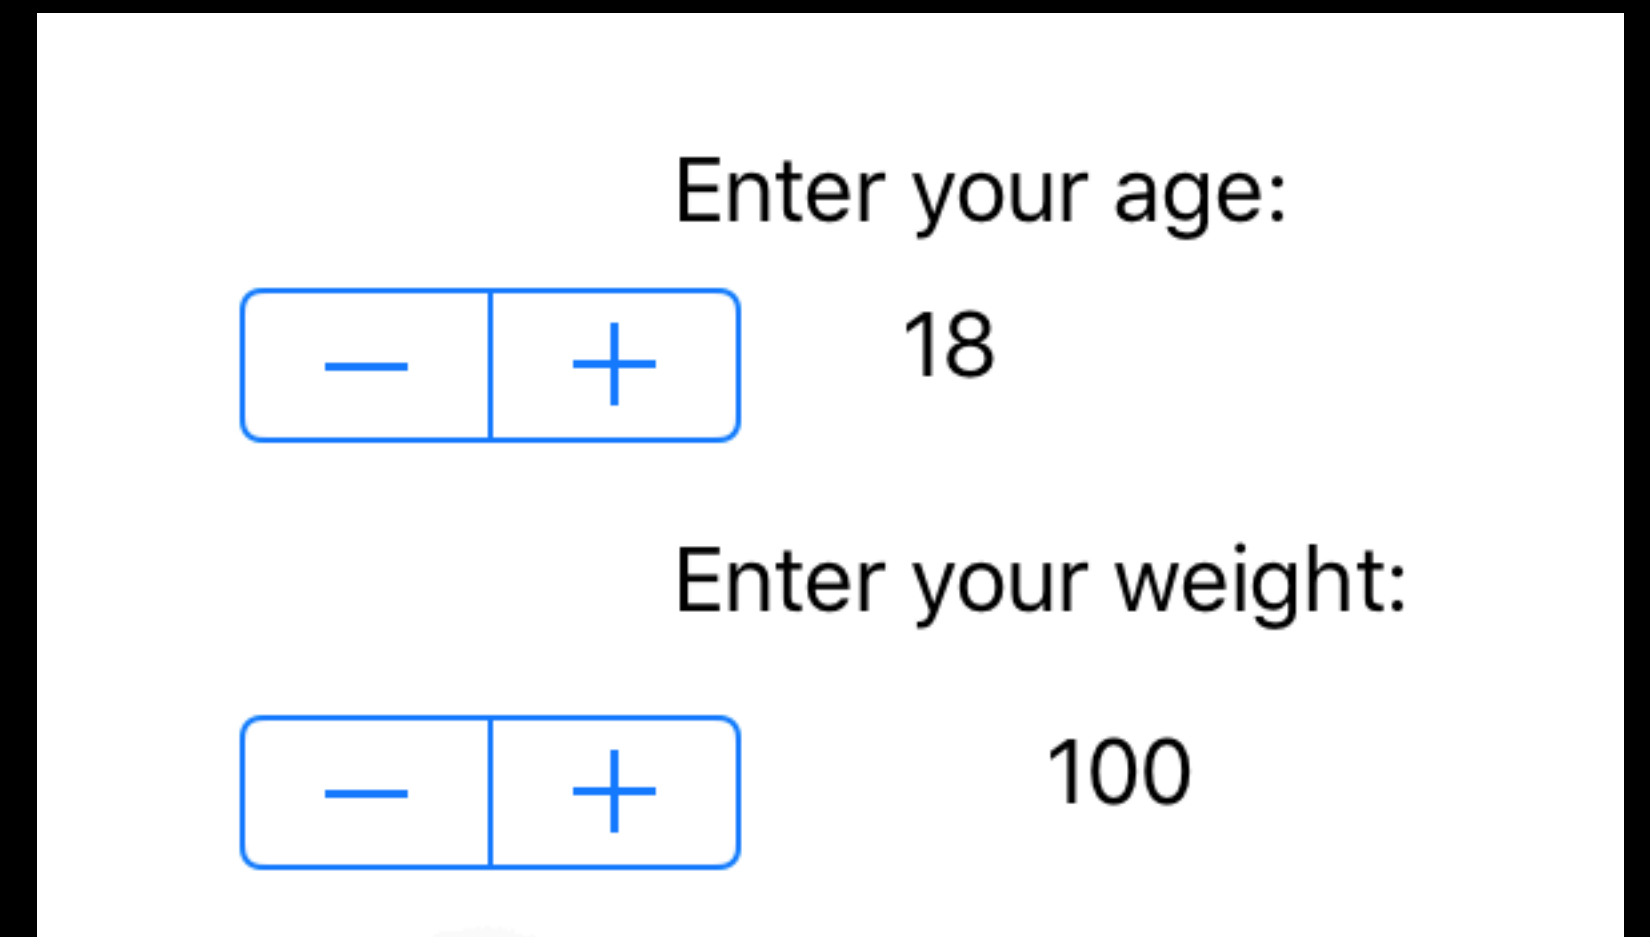 Enter your age:
— + 18
Enter your weight:
— + 100